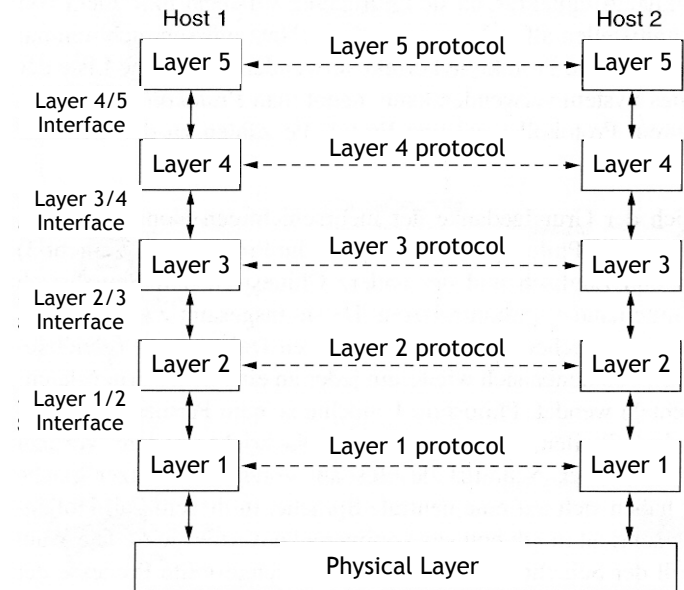 Host 1
Host 2
Layer 5
Layer 5 protocol
Layer 5
Layer 4/5
Interface
Layer 4
Layer 4 protocol
Layer 4
Layer 3/4
Interface
Layer 3
Layer 3 protocol
Layer 3
Layer 2/3
Interface
Layer 2
Layer 2 protocol
Layer 2
Layer 1/2
Interface
Layer 1
Layer 1 protocol
Layer 1
Physical Layer